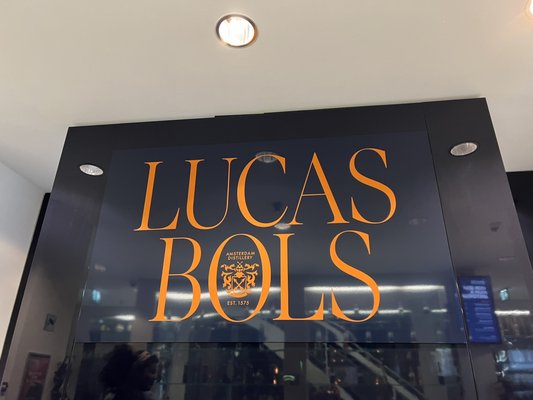 LUCAS
BOLS
AMSTERDAM
DISTILLERY
EST. 1575